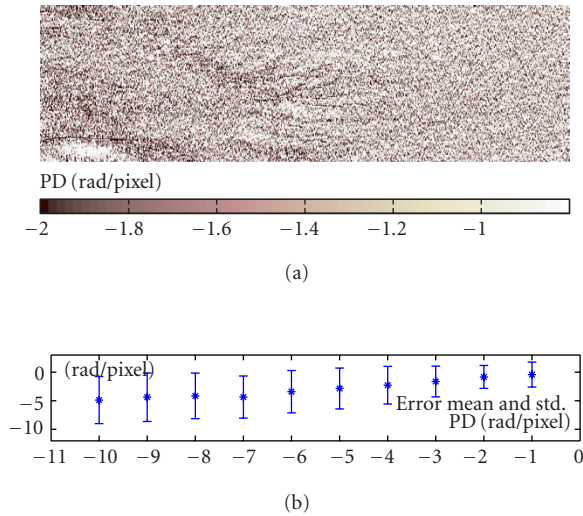 PD (rad/pixel)
−2 −1.8 −1.6 −1.4 −1.2 −1
(a)
0 (rad/pixel)
−5 Error mean and std.
−10 PD (rad/pixel)
−11 −10 −9 −8 −7 −6 −5 −4 −3 −2 −1 0
(b)